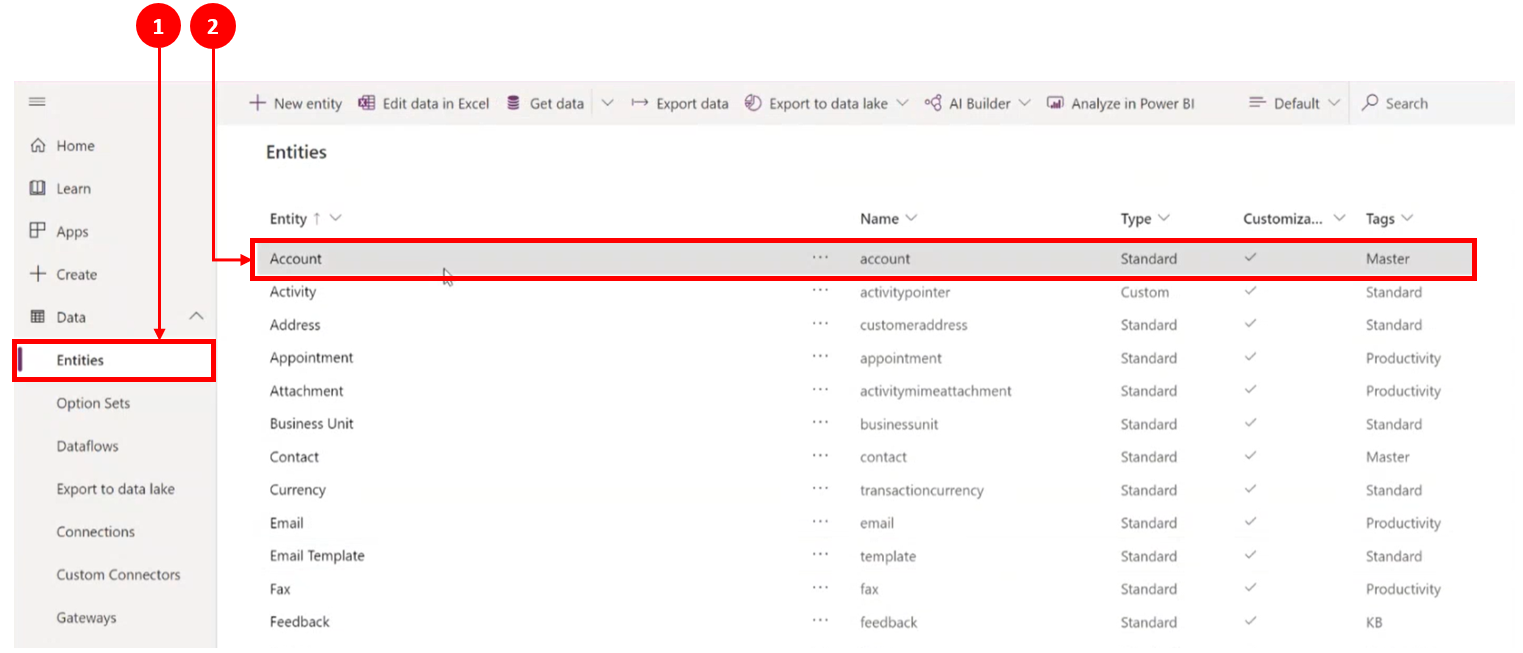 1 2
New entity Edit data in Excel Get data Export data Export to data lake AI Builder Analyze in Power BI Default Search
Home
Learn
Apps
Create
Data
Entities
Option Sets
Dataflows
Export to data lake
Connections
Custom Connectors
Gateways
Entities
Entity ↑ Name Type Customiza... Tags
Account ... account Standard ✓ Master
Activity ... activitypointer Custom ✓ Standard
Address ... customeraddress Standard ✓ Standard
Appointment ... appointment Standard ✓ Productivity
Attachment ... activitymimeattachment Standard ✓ Productivity
Business Unit ... businessunit Standard ✓ Standard
Contact ... contact Standard ✓ Master
Currency ... transactioncurrency Standard ✓ Standard
Email ... email Standard ✓ Productivity
Email Template ... template Standard ✓ Standard
Fax ... fax Standard ✓ Productivity
Feedback ... feedback Standard ✓ KB